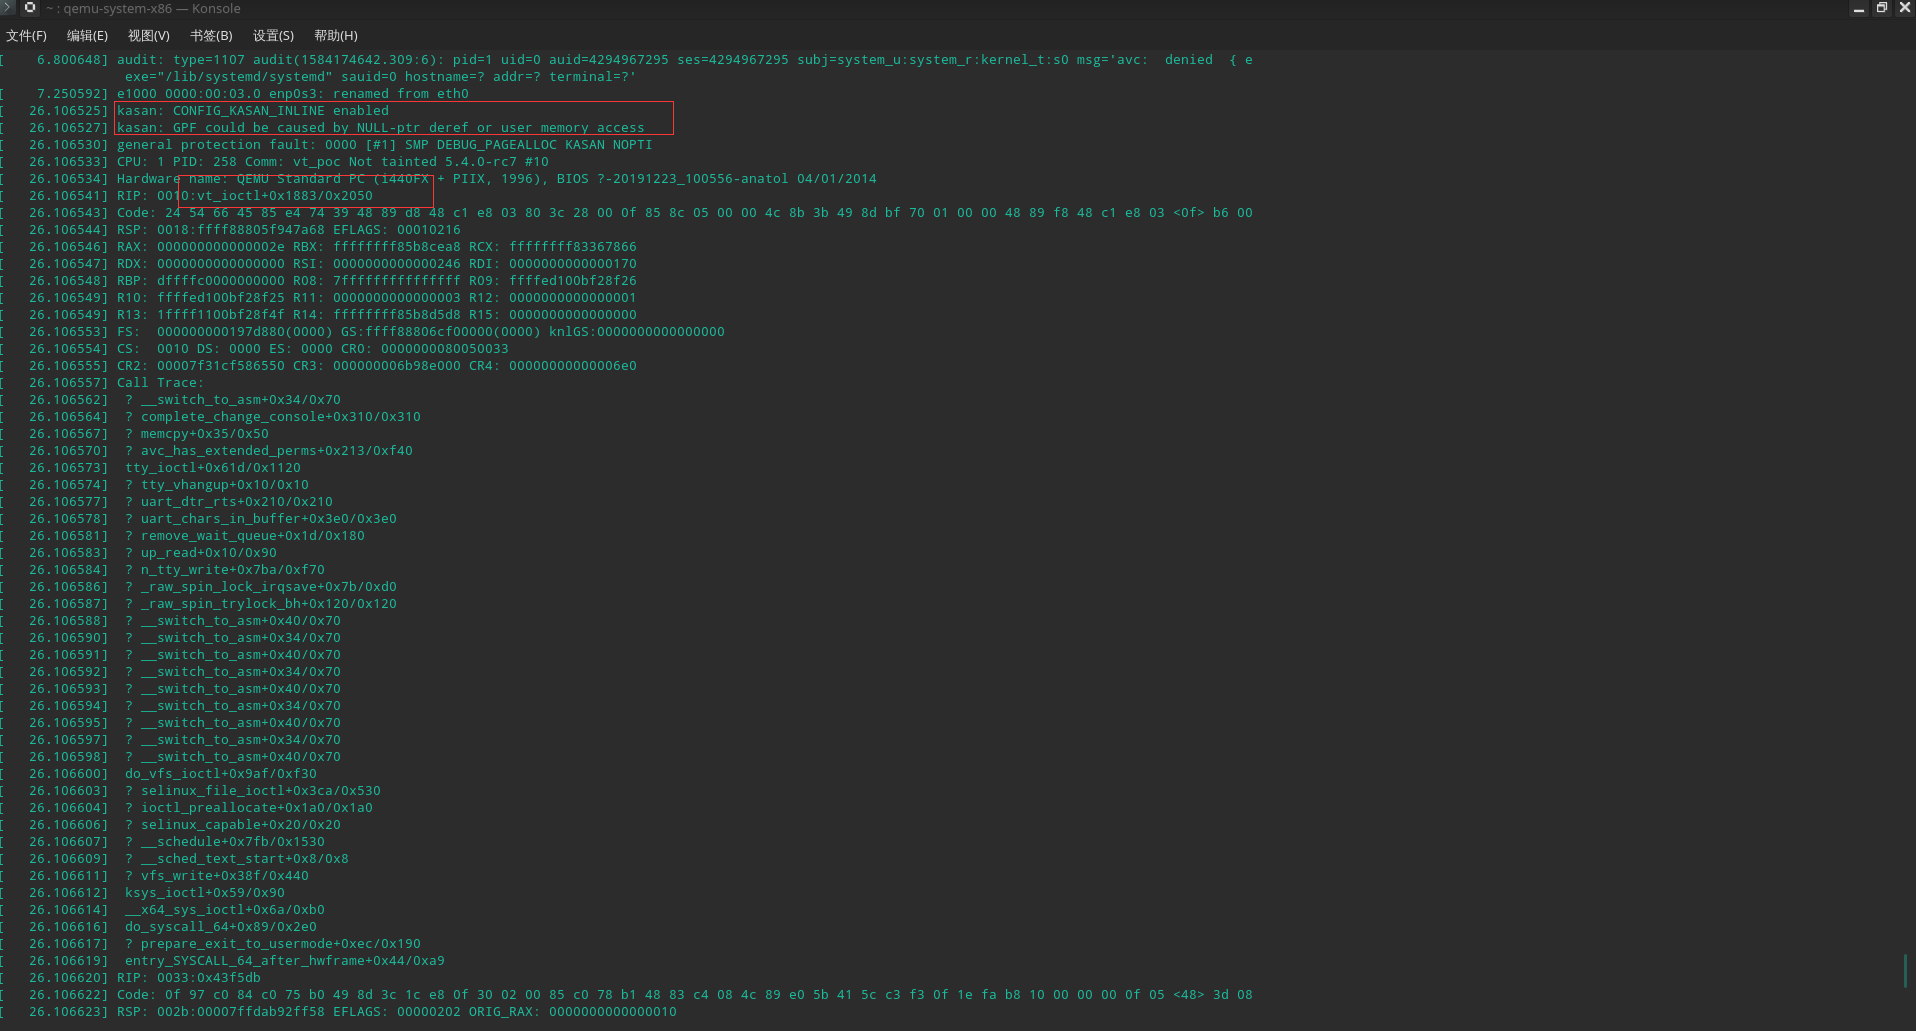 ~ : qemu-system-x86 — Konsole
文件(F) 编辑(E) 视图(V) 书签(B) 设置(S) 帮助(H)
[    6.800648] audit: type=1107 audit(1584174642.309:6): pid=1 uid=0 auid=4294967295 ses=4294967295 subj=system_u:system_r:kernel_t:s0 msg='avc:  denied  { e
exe="/lib/systemd/systemd" sauid=0 hostname=? addr=? terminal=?'
[    7.250592] e1000 0000:00:03.0 enp0s3: renamed from eth0
[   26.106525] kasan: CONFIG_KASAN_INLINE enabled
[   26.106527] kasan: GPF could be caused by NULL-ptr deref or user memory access
[   26.106530] general protection fault: 0000 [#1] SMP DEBUG_PAGEALLOC KASAN NOPTI
[   26.106533] CPU: 1 PID: 258 Comm: vt_poc Not tainted 5.4.0-rc7 #10
[   26.106534] Hardware name: QEMU Standard PC (i440FX + PIIX, 1996), BIOS ?-20191223_100556-anatol 04/01/2014
[   26.106541] RIP: 0010:vt_ioctl+0x1883/0x2050
[   26.106543] Code: 24 54 66 45 85 e4 74 39 48 89 d8 48 c1 e8 03 80 3c 28 00 0f 85 8c 05 00 00 4c 8b 3b 49 8d bf 70 01 00 00 48 89 f8 48 c1 e8 03 <0f> b6 00
[   26.106544] RSP: 0018:ffff88805f947a68 EFLAGS: 00010216
[   26.106546] RAX: 000000000000002e RBX: ffffffff85b8cea8 RCX: ffffffff83367866
[   26.106547] RDX: 0000000000000000 RSI: 0000000000000246 RDI: 0000000000000170
[   26.106548] RBP: dffffc0000000000 R08: 7fffffffffffffff R09: ffffed100bf28f26
[   26.106549] R10: ffffed100bf28f25 R11: 0000000000000003 R12: 0000000000000001
[   26.106549] R13: 1ffff1100bf28f4f R14: ffffffff85b8d5d8 R15: 0000000000000000
[   26.106553] FS:  000000000197d880(0000) GS:ffff88806cf00000(0000) knlGS:0000000000000000
[   26.106554] CS:  0010 DS: 0000 ES: 0000 CR0: 0000000080050033
[   26.106555] CR2: 00007f31cf586550 CR3: 000000006b98e000 CR4: 00000000000006e0
[   26.106557] Call Trace:
[   26.106562]  ? __switch_to_asm+0x34/0x70
[   26.106564]  ? complete_change_console+0x310/0x310
[   26.106567]  ? memcpy+0x35/0x50
[   26.106570]  ? avc_has_extended_perms+0x213/0xf40
[   26.106573]  tty_ioctl+0x61d/0x1120
[   26.106574]  ? tty_vhangup+0x10/0x10
[   26.106577]  ? uart_dtr_rts+0x210/0x210
[   26.106578]  ? uart_chars_in_buffer+0x3e0/0x3e0
[   26.106581]  ? remove_wait_queue+0x1d/0x180
[   26.106583]  ? up_read+0x10/0x90
[   26.106584]  ? n_tty_write+0x7ba/0xf70
[   26.106586]  ? _raw_spin_lock_irqsave+0x7b/0xd0
[   26.106587]  ? _raw_spin_trylock_bh+0x120/0x120
[   26.106588]  ? __switch_to_asm+0x40/0x70
[   26.106590]  ? __switch_to_asm+0x34/0x70
[   26.106591]  ? __switch_to_asm+0x40/0x70
[   26.106592]  ? __switch_to_asm+0x34/0x70
[   26.106593]  ? __switch_to_asm+0x40/0x70
[   26.106594]  ? __switch_to_asm+0x34/0x70
[   26.106595]  ? __switch_to_asm+0x40/0x70
[   26.106597]  ? __switch_to_asm+0x34/0x70
[   26.106598]  ? __switch_to_asm+0x40/0x70
[   26.106600]  do_vfs_ioctl+0x9af/0xf30
[   26.106603]  ? selinux_file_ioctl+0x3ca/0x530
[   26.106604]  ? ioctl_preallocate+0x1a0/0x1a0
[   26.106606]  ? selinux_capable+0x20/0x20
[   26.106607]  ? __schedule+0x7fb/0x1530
[   26.106609]  ? __sched_text_start+0x8/0x8
[   26.106611]  ? vfs_write+0x38f/0x440
[   26.106612]  ksys_ioctl+0x59/0x90
[   26.106614]  __x64_sys_ioctl+0x6a/0xb0
[   26.106616]  do_syscall_64+0x89/0x2e0
[   26.106617]  ? prepare_exit_to_usermode+0xec/0x190
[   26.106619]  entry_SYSCALL_64_after_hwframe+0x44/0xa9
[   26.106620] RIP: 0033:0x43f5db
[   26.106622] Code: 0f 97 c0 84 c0 75 b0 49 8d 3c 1c e8 0f 30 02 00 85 c0 78 b1 48 83 c4 08 4c 89 e0 5b 41 5c c3 f3 0f 1e fa b8 10 00 00 00 0f 05 <48> 3d 08
[   26.106623] RSP: 002b:00007ffdab92ff58 EFLAGS: 00000202 ORIG_RAX: 0000000000000010